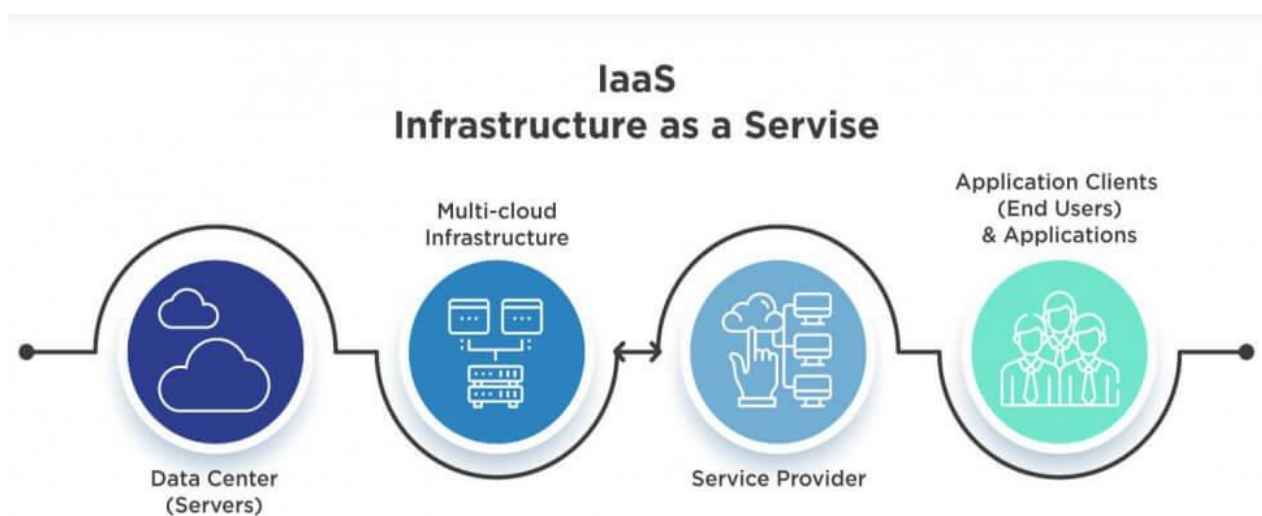 IaaS
Infrastructure as a Servise
Application Clients
(End Users)
& Applications
Multi-cloud
Infrastructure
Data Center
(Servers)
Service Provider